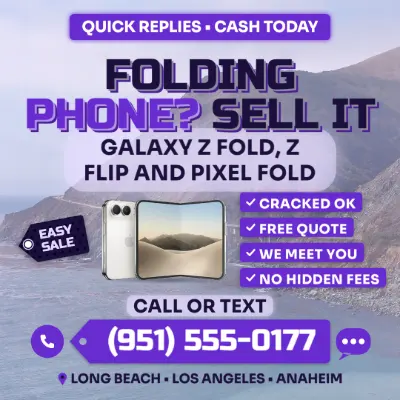 QUICK REPLIES ▪ CASH TODAY
FOLDING
PHONE? SELL IT
GALAXY Z FOLD, Z
FLIP AND PIXEL FOLD
EASY
SALE
✓ CRACKED OK
✓ FREE QUOTE
✓ WE MEET YOU
✓ NO HIDDEN FEES
CALL OR TEXT
(951) 555-0177
LONG BEACH ▪ LOS ANGELES ▪ ANAHEIM